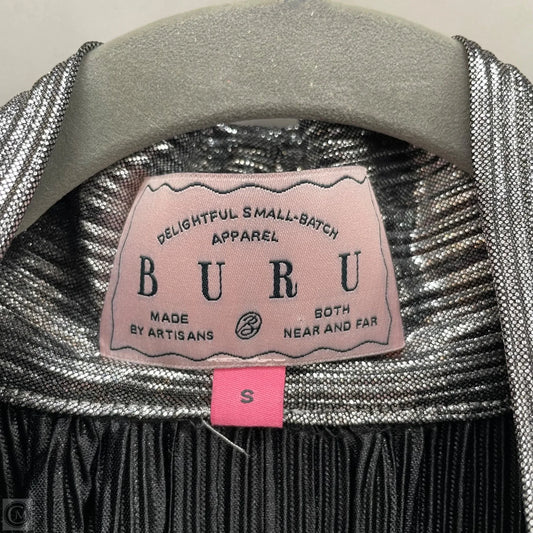 DELIGHTFUL SMALL-BATCH
APPAREL
BURU
MADE
BY ARTISANS
BOTH
NEAR AND FAR
S